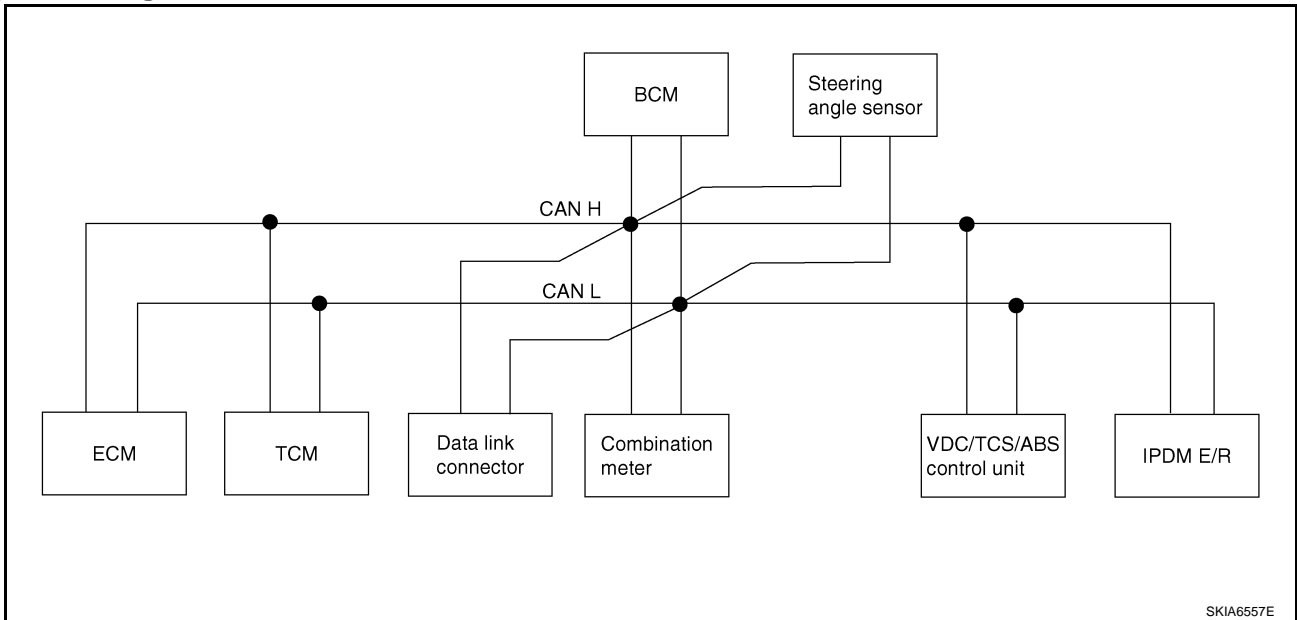 BCM
Steering
angle sensor
CAN H
CAN L
ECM
TCM
Data link
connector
Combination
meter
VDC/TCS/ABS
control unit
IPDM E/R
SKIA6557E